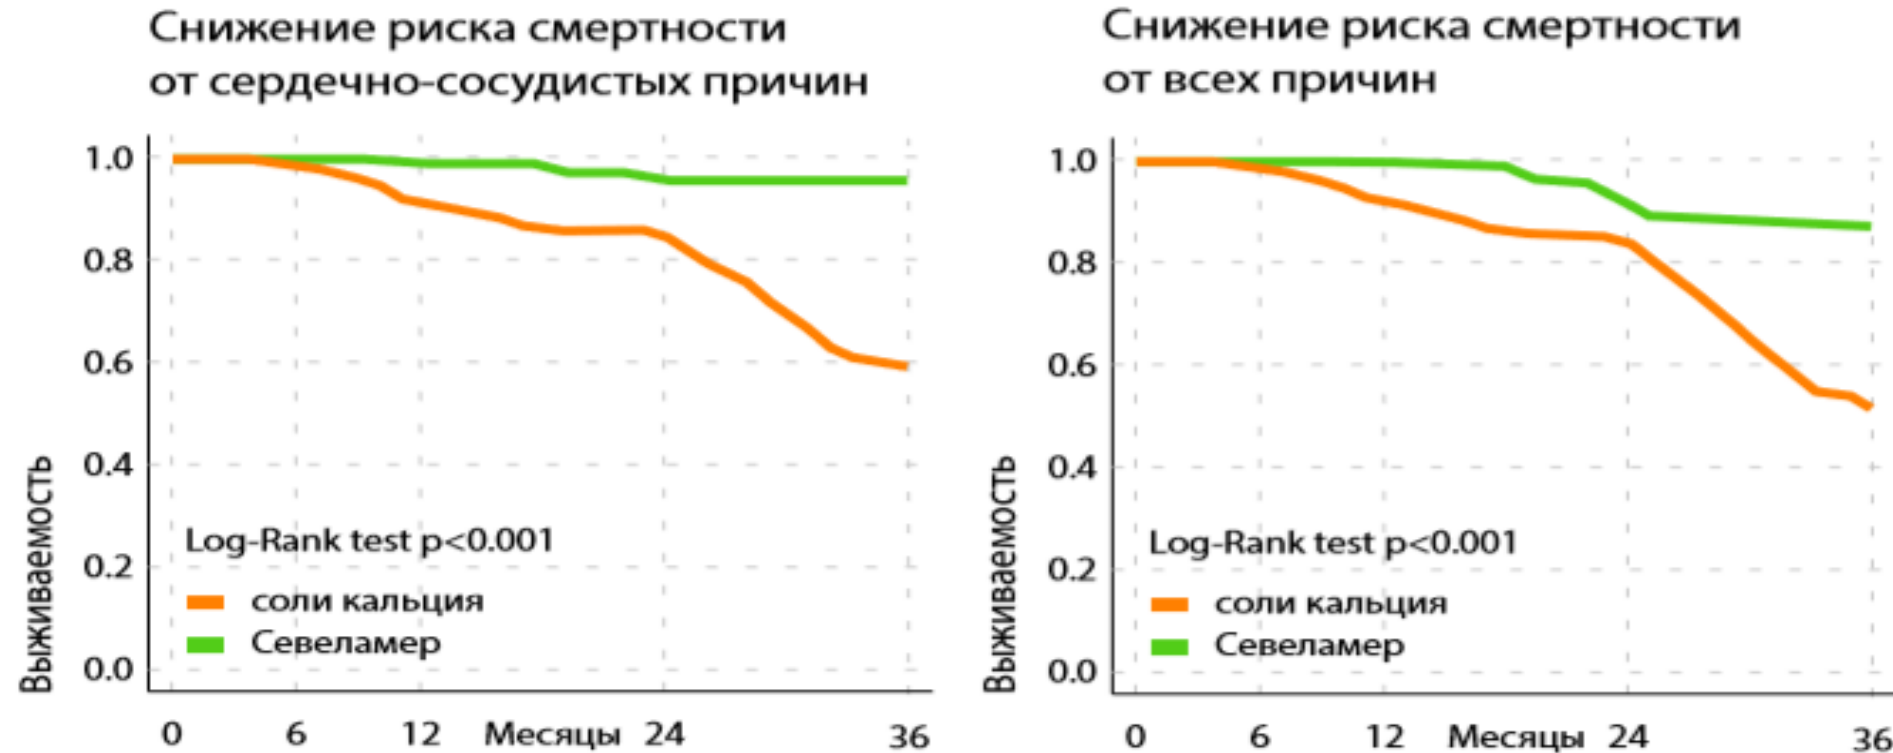 Снижение риска смертности
от сердечно-сосудистых причин
1.0
0.8
0.6
0.4
0.2
0.0
Выживаемость
Log-Rank test p<0.001
соли кальция
Севеламер
0 6 12 Месяцы 24 36
Снижение риска смертности
от всех причин
1.0
0.8
0.6
0.4
0.2
0.0
Выживаемость
Log-Rank test p<0.001
соли кальция
Севеламер
0 6 12 Месяцы 24 36